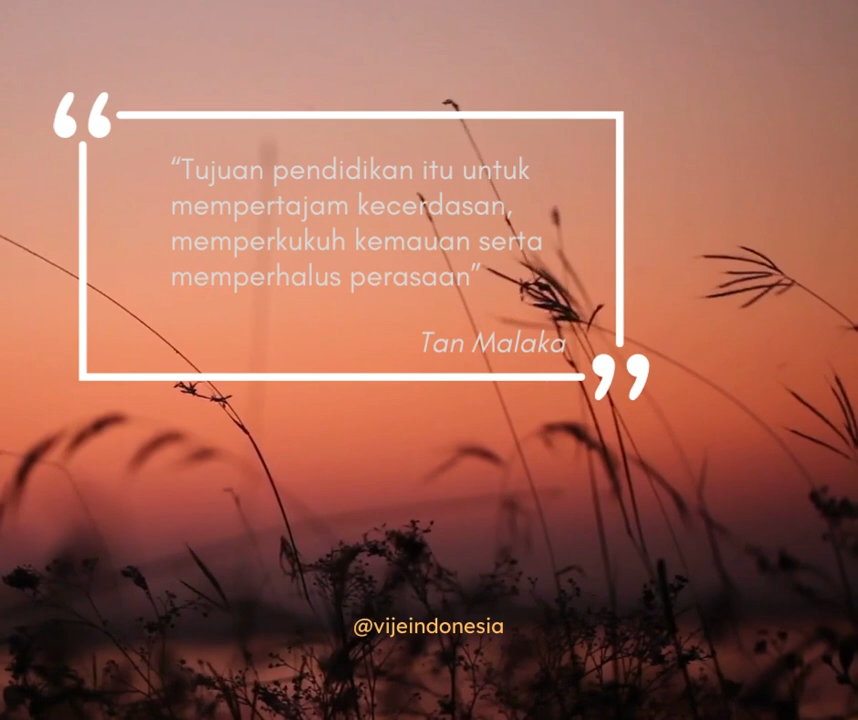 “Tujuan pendidikan itu untuk
mempertajam kecerdasan,
memperkukuh kemauan serta
memperhalus perasaan”
Tan Malaka
@vijeindonesia